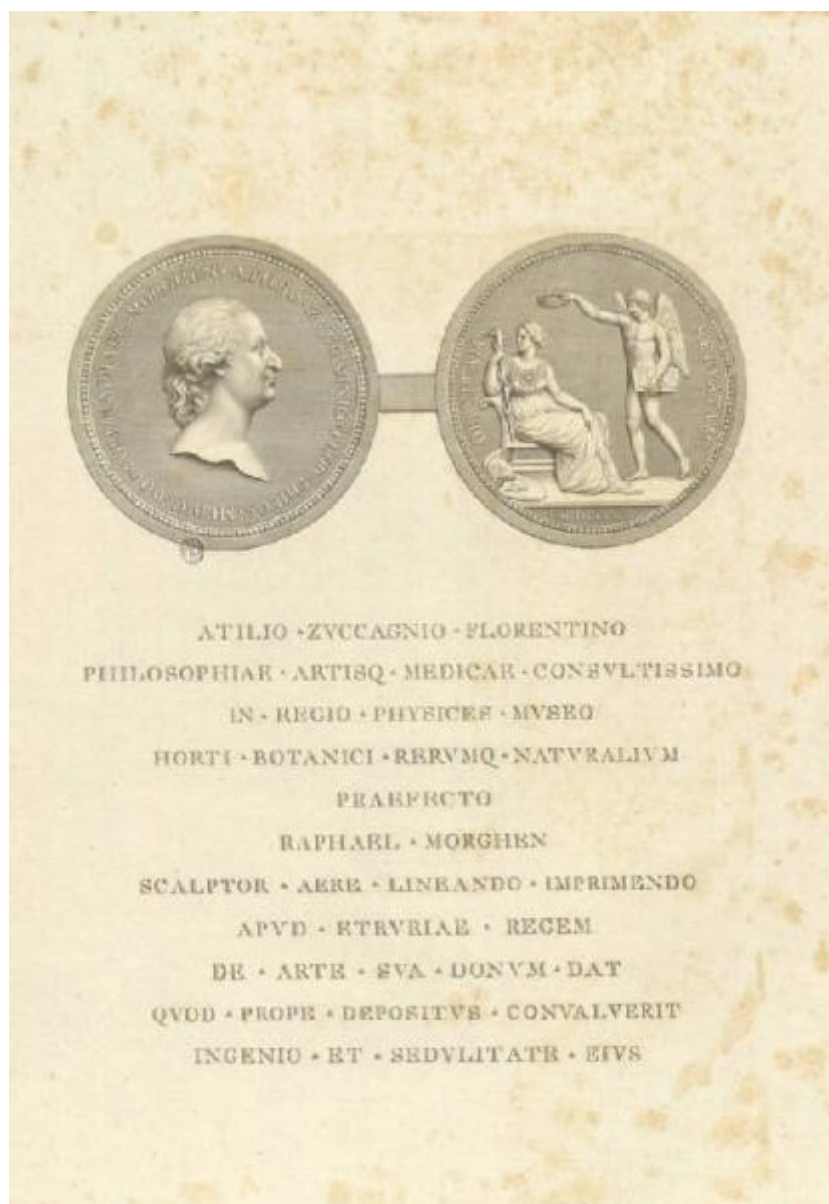 ATILIO · ZVCCAGNIO · FLORENTINO
PHILOSOPHIAE · ARTISQ · MEDICAE · CONSVLTISSIMO
IN · REGIO · PHYSICES · MVSEO
HORTI · BOTANICI · RERVMQ · NATVRALIVM
PRAEFECTO
RAPHAEL · MORGHEN
SCALPTOR · AERE · LINEANDO · IMPRIMENDO
APVD · ETRVRIAE · REGEM
DE · ARTE · SVA · DONVM · DAT
QVOD · PROPE · DEPOSITVS · CONVALVERIT
INGENIO · ET · SEDVLITATE · EIVS